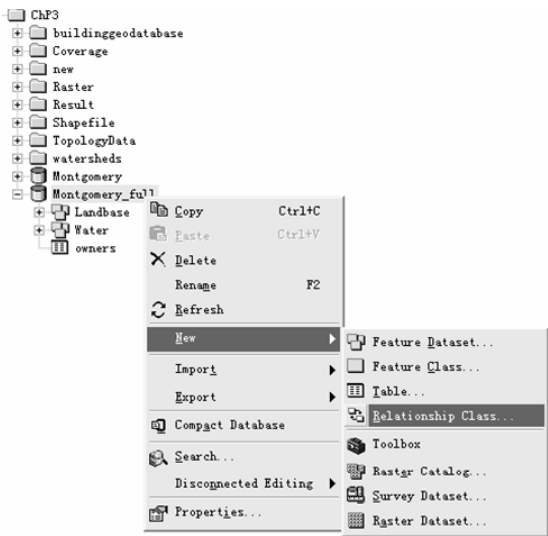 ChP3
buildinggeodatabase
Coverage
new
Raster
Result
Shapefile
TopologyData
watersheds
Montgomery
Montgomery_full
Landbase
Water
owners
Copy Ctrl+C
Paste Ctrl+V
Delete
Rename F2
Refresh
New
Import
Export
Compact Database
Search...
Disconnected Editing
Properties...
Feature Dataset...
Feature Class...
Table...
Relationship Class...
Toolbox
Raster Catalog...
Survey Dataset...
Raster Dataset...